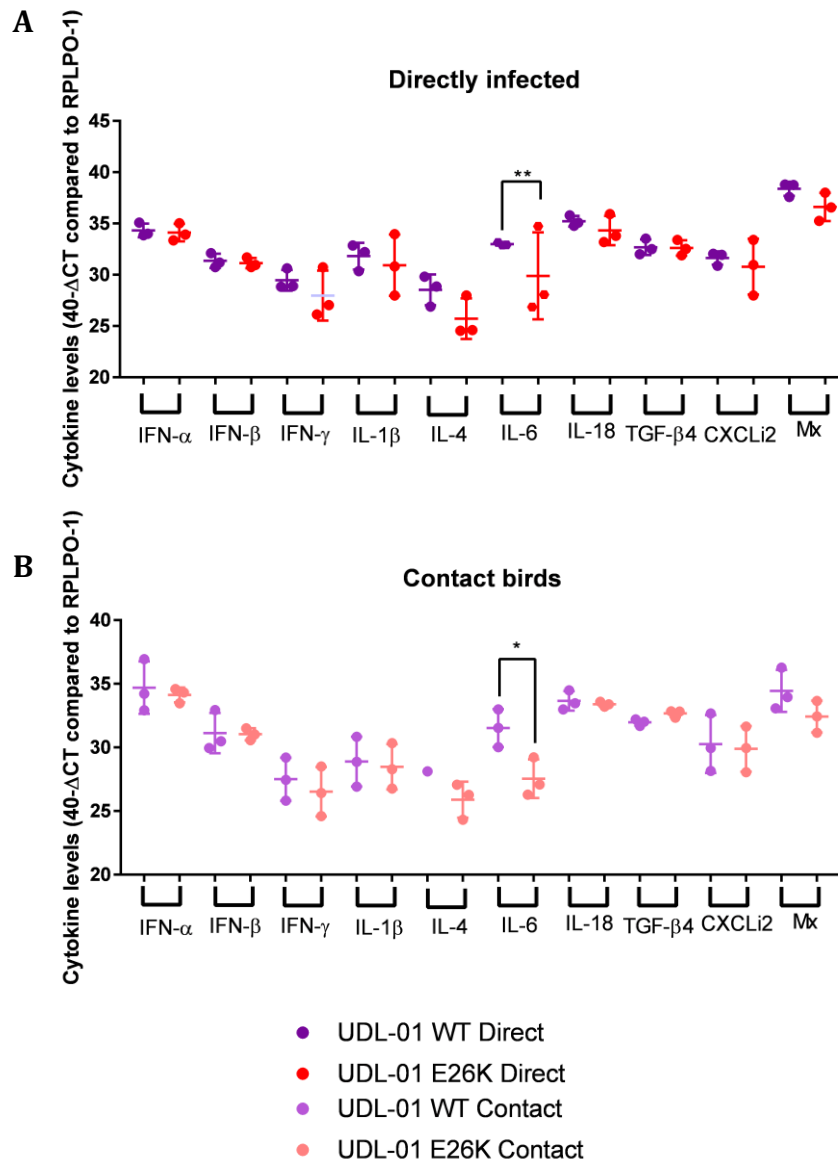 A
Directly infected
Cytokine levels (40-ΔCT compared to RPLPO-1)
45
40
35
30
25
20
**
IFN-α IFN-β IFN-γ IL-1β IL-4 IL-6 IL-18 TGF-β4 CXCLi2 Mx
B
Contact birds
Cytokine levels (40-ΔCT compared to RPLPO-1)
40
35
30
25
20
*
IFN-α IFN-β IFN-γ IL-1β IL-4 IL-6 IL-18 TGF-β4 CXCLi2 Mx
UDL-01 WT Direct
UDL-01 E26K Direct
UDL-01 WT Contact
UDL-01 E26K Contact